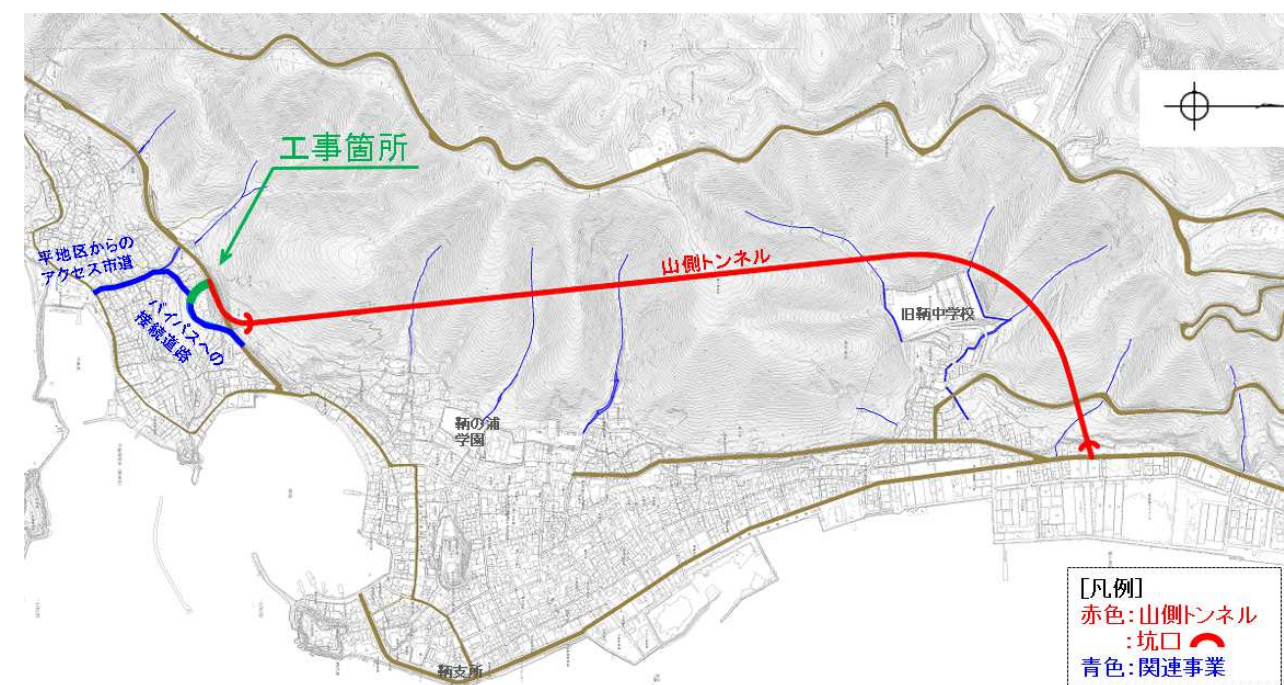 工事箇所
平地区からの
アクセス市道
バイパスへの
接続道路
山側トンネル
旧鞆中学校
鞆の浦
学園
鞆支所
[凡例]
赤色:山側トンネル
:坑口
青色:関連事業